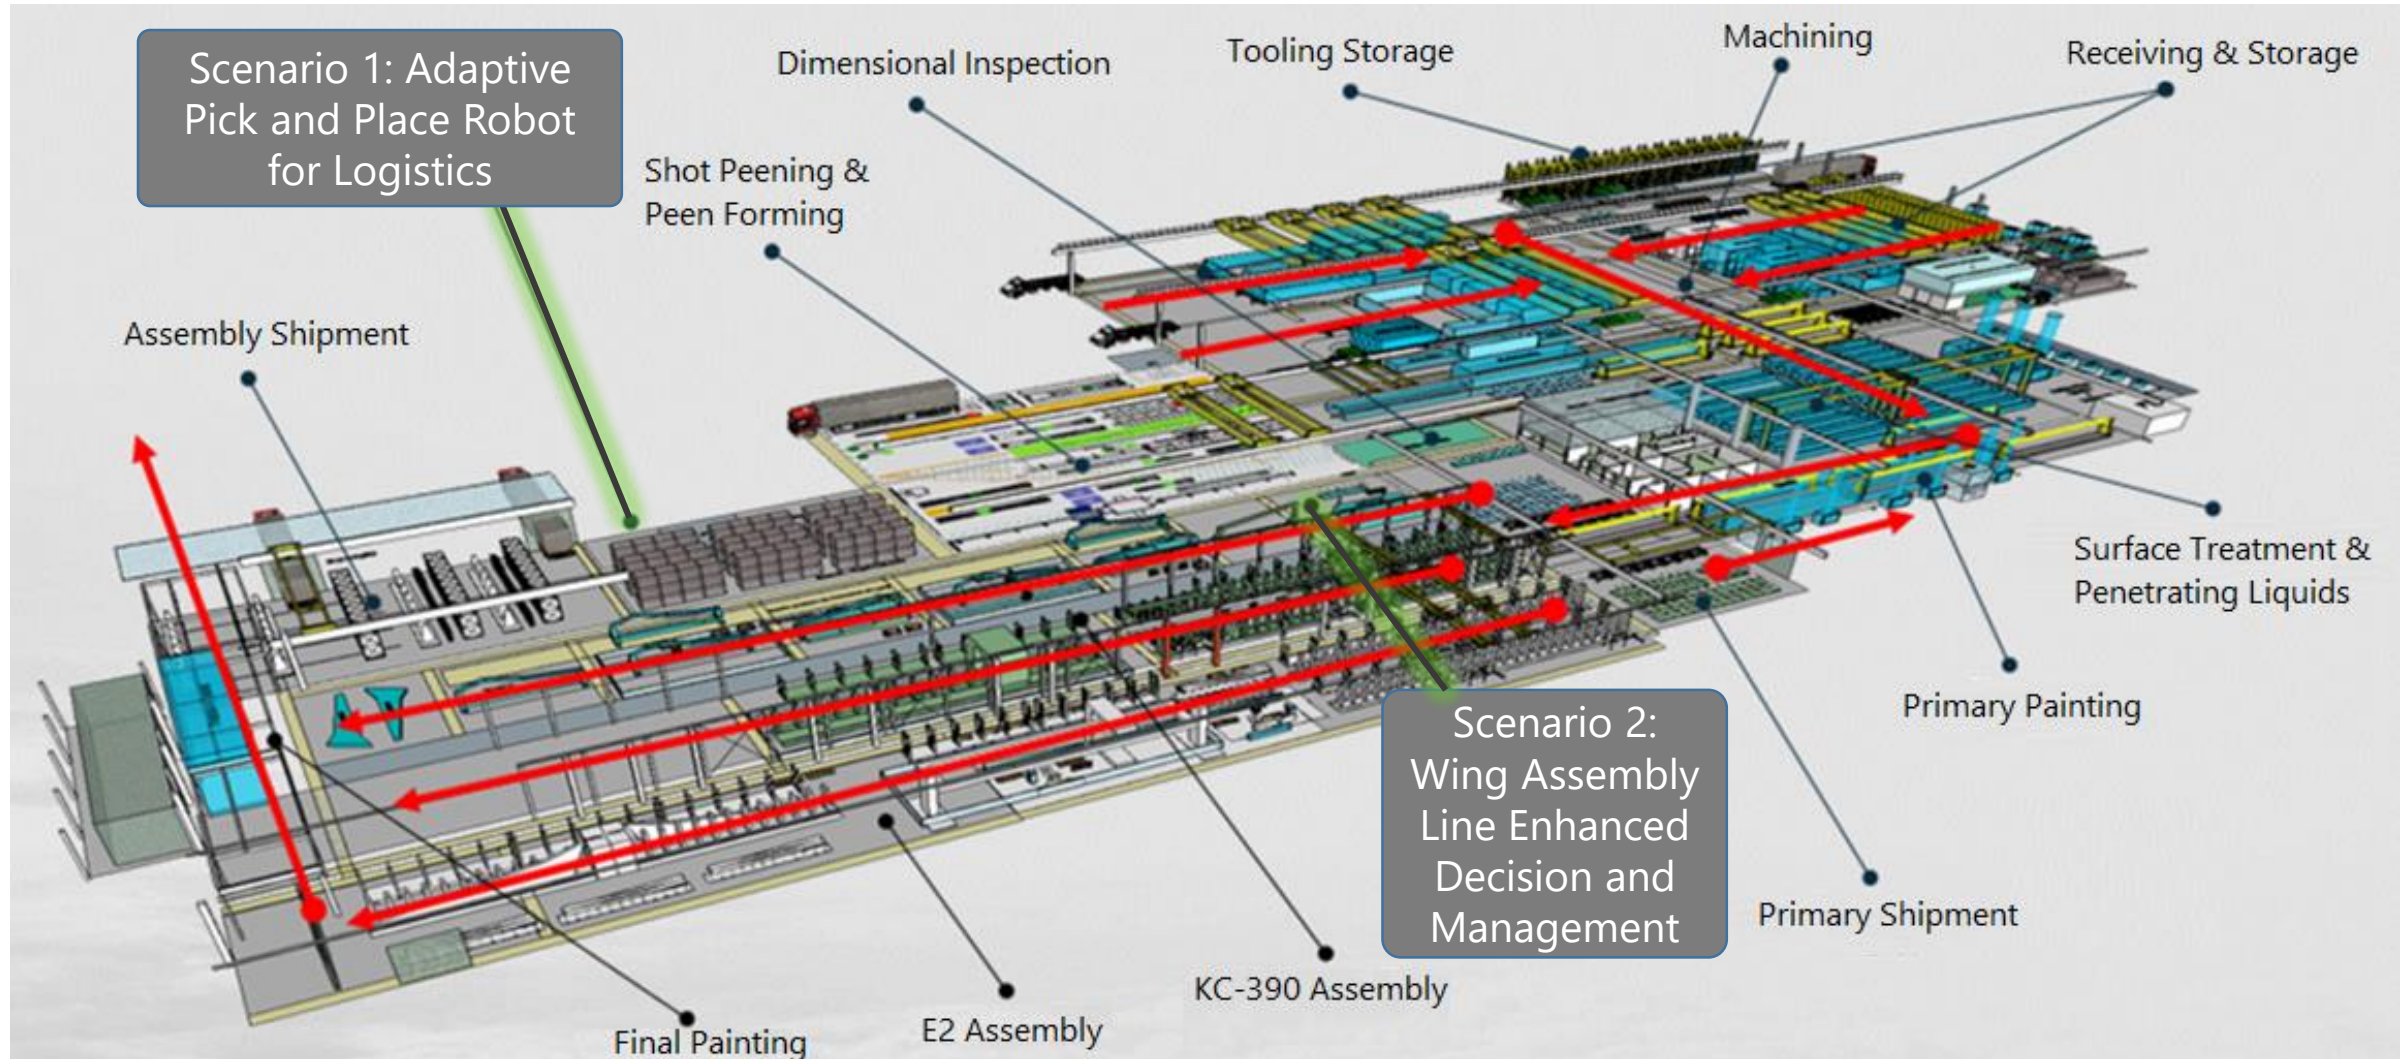 Scenario 1: Adaptive
Pick and Place Robot
for Logistics
Dimensional Inspection
Tooling Storage
Machining
Receiving & Storage
Shot Peening &
Peen Forming
Assembly Shipment
Surface Treatment &
Penetrating Liquids
Primary Painting
Scenario 2:
Wing Assembly
Line Enhanced
Decision and
Management
Primary Shipment
KC-390 Assembly
E2 Assembly
Final Painting